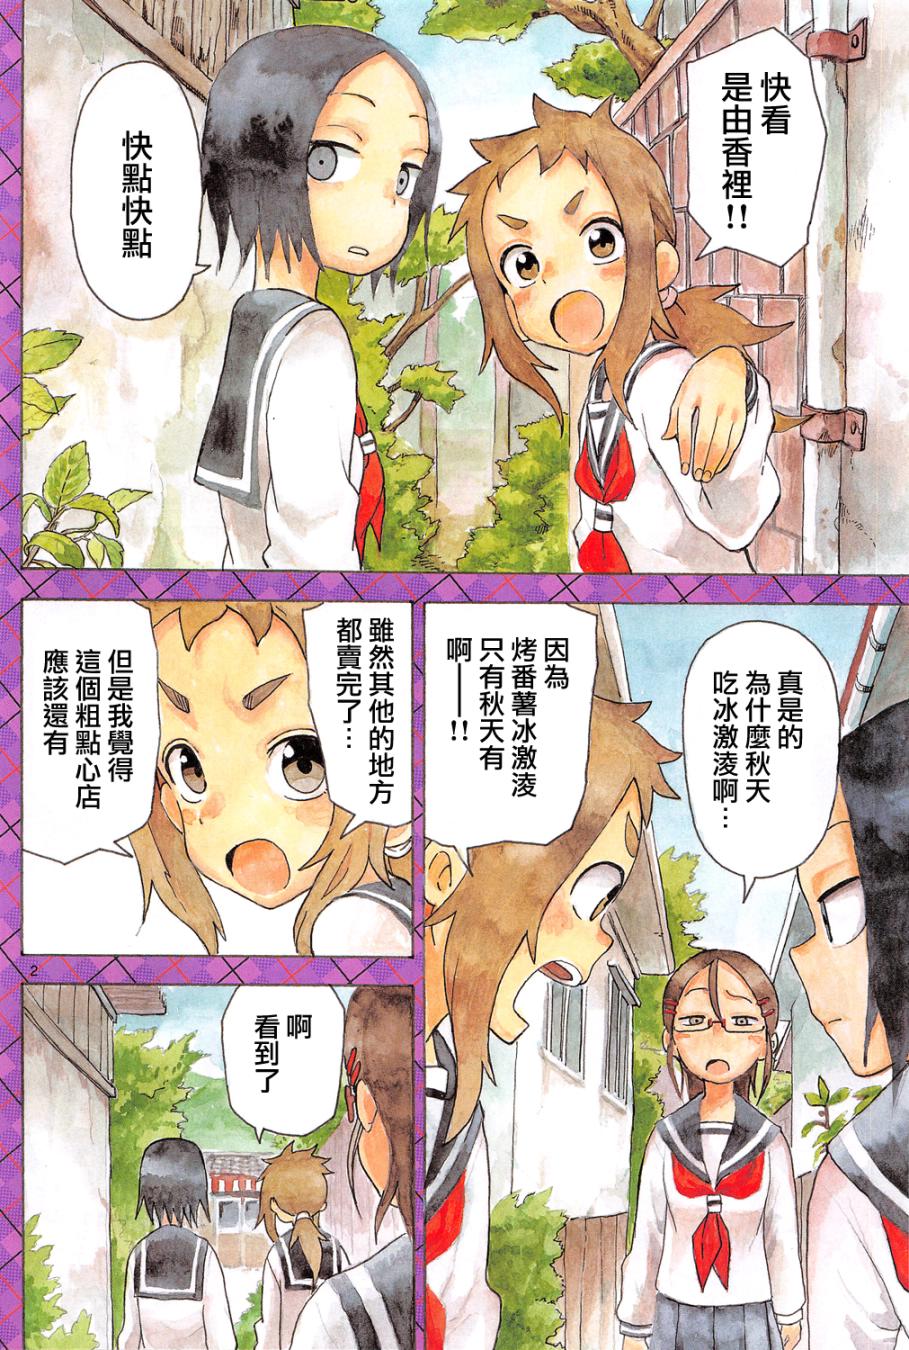 快看
是由香裡!!
快點快點
真是的
為什麼秋天
吃冰激淩啊…
因為
烤番薯冰激淩
只有秋天有
啊——!!
雖然其他的地方
都賣完了…
但是我覺得
這個粗點心店
應該還有
2
啊
看到了